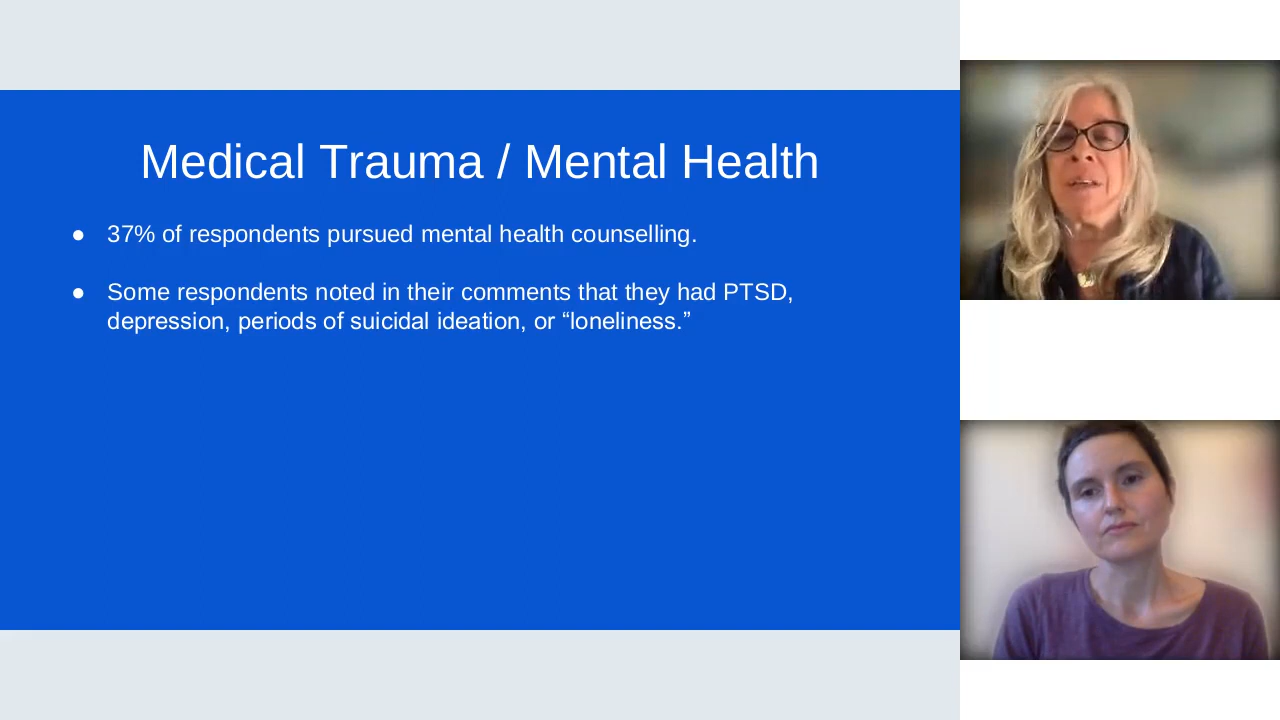 Medical Trauma / Mental Health
● 37% of respondents pursued mental health counselling.
● Some respondents noted in their comments that they had PTSD,
depression, periods of suicidal ideation, or “loneliness.”